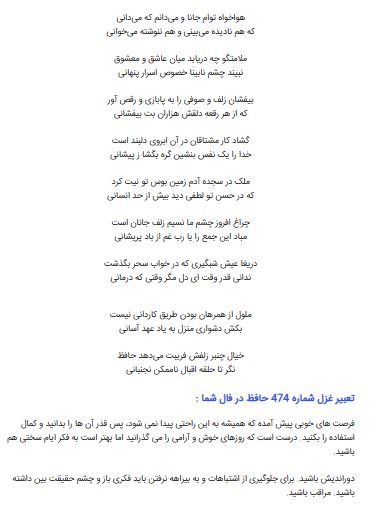 هواخواه توام جانا و می‌دانم که می‌دانی
که هم نادیده می‌بینی و هم ننوشته می‌خوانی
ملامتگو چه دریابد میان عاشق و معشوق
نبیند چشم نابینا خصوص اسرار پنهانی
بیفشان زلف و صوفی را به پابازی و رقص آور
که از هر رقعه دلقش هزاران بت بیفشانی
گشاد کار مشتاقان در آن ابروی دلبند است
خدا را یک نفس بنشین گره بگشا ز پیشانی
ملک در سجده آدم زمین بوس تو نیت کرد
که در حسن تو لطفی دید بیش از حد انسانی
چراغ افروز چشم ما نسیم زلف جانان است
مباد این جمع را یا رب غم از باد پریشانی
دریغا عیش شبگیری که در خواب سحر بگذشت
ندانی قدر وقت ای دل مگر وقتی که درمانی
ملول از همرهان بودن طریق کاردانی نیست
بکش دشواری منزل به یاد عهد آسانی
خیال چنبر زلفش فریبت می‌دهد حافظ
نگر تا حلقه اقبال ناممکن نجنبانی
تعبیر غزل شماره 474 حافظ در فال شما :
فرصت های خوبی پیش آمده که همیشه به این راحتی پیدا نمی شود، پس قدر آن ها را بدانید و کمال
استفاده را بکنید. درست است که روزهای خوش و آرامی را می گذرانید اما بهتر است به فکر ایام سختی هم
باشید.
دوراندیش باشید. برای جلوگیری از اشتباهات و به بیراهه نرفتن باید فکری باز و چشم حقیقت بین داشته
باشید. مراقب باشید.